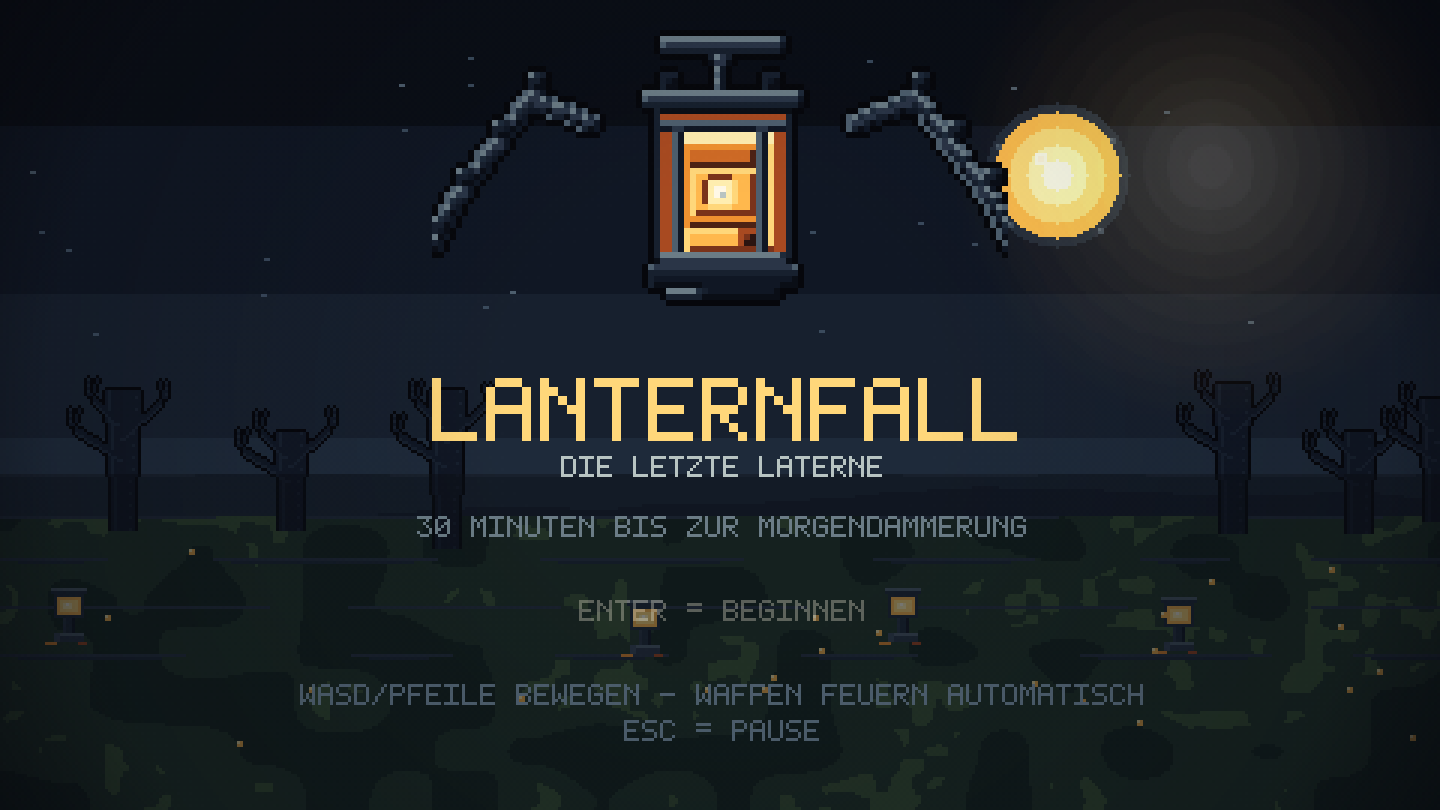 LANTERNFALL
DIE LETZTE LATERNE
30 MINUTEN BIS ZUR MORGENDAMMERUNG
ENTER = BEGINNEN
WASD/PFEILE BEWEGEN - WAFFEN FEUERN AUTOMATISCH
ESC = PAUSE